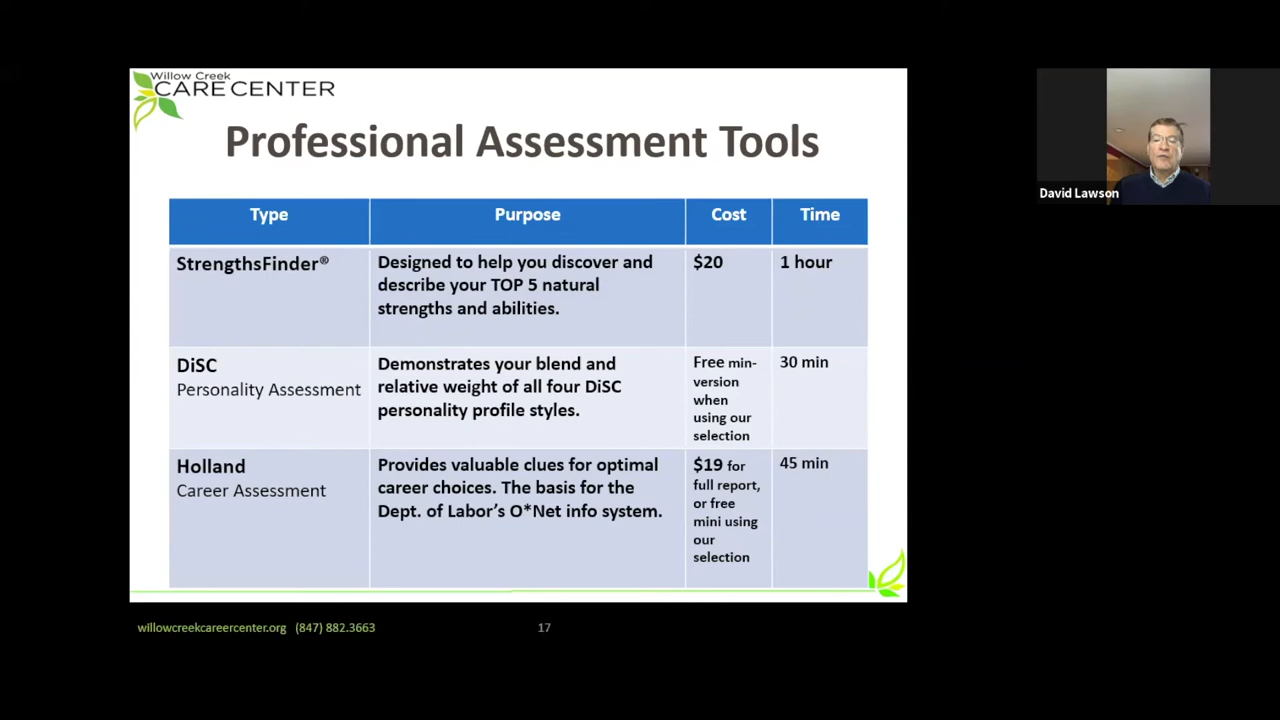 Willow Creek
CARE CENTER
Professional Assessment Tools
Type
Purpose
Cost
Time
StrengthsFinder®
Designed to help you discover and
describe your TOP 5 natural
strengths and abilities.
$20
1 hour
DiSC
Personality Assessment
Demonstrates your blend and
relative weight of all four DiSC
personality profile styles.
Free min-
version
when
using our
selection
30 min
Holland
Career Assessment
Provides valuable clues for optimal
career choices. The basis for the
Dept. of Labor’s O*Net info system.
$19 for
full report,
or free
mini using
our
selection
45 min
willowcreekcareercenter.org (847) 882.3663
17
David Lawson